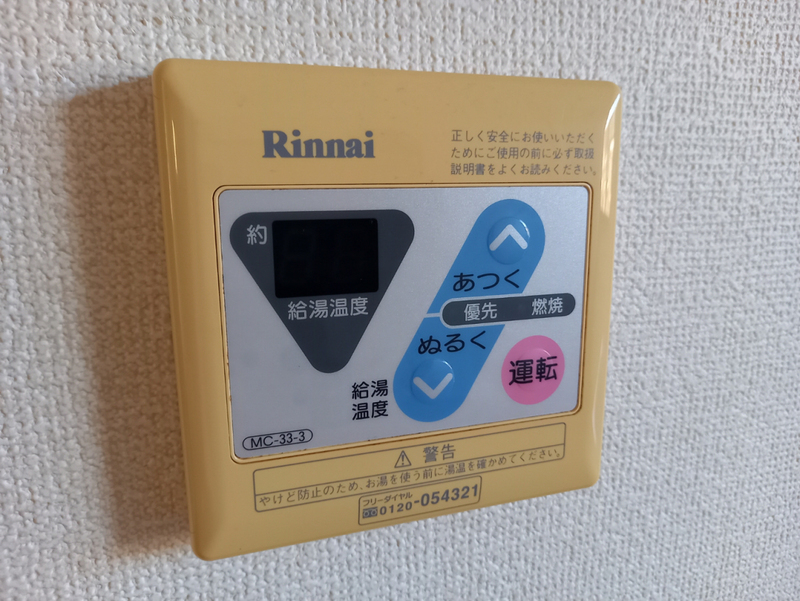 Rinnai
正しく安全にお使いいただく
ためにご使用の前に必ず取扱
説明書をよくお読みください。
約
給湯温度
あつく
優先 燃焼
ぬるく
給湯
温度
運転
MC-33-3
警告
やけど防止のため、お湯を使う前に湯温を確かめてください。
フリーダイヤル
0120-054321